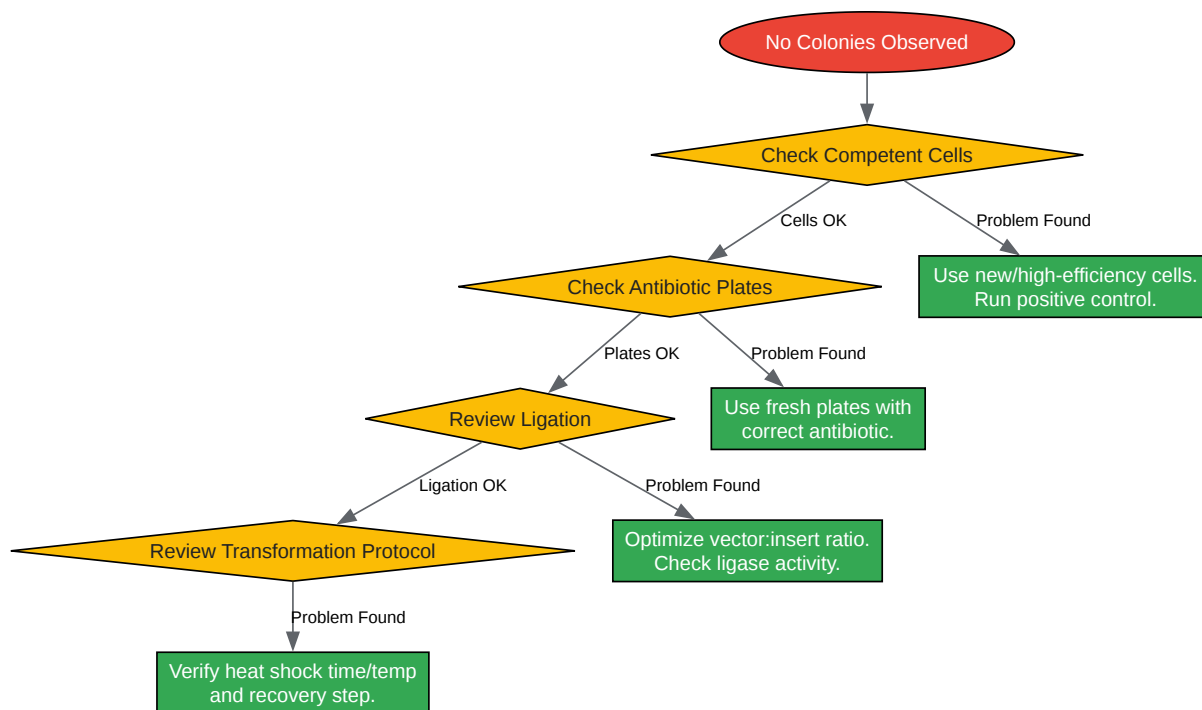 No Colonies Observed
Check Competent Cells
Cells OK
Problem Found
Check Antibiotic Plates
Use new/high-efficiency cells.
Run positive control.
Plates OK
Problem Found
Review Ligation
Use fresh plates with
correct antibiotic.
Ligation OK
Problem Found
Review Transformation Protocol
Optimize vector:insert ratio.
Check ligase activity.
Problem Found
Verify heat shock time/temp
and recovery step.